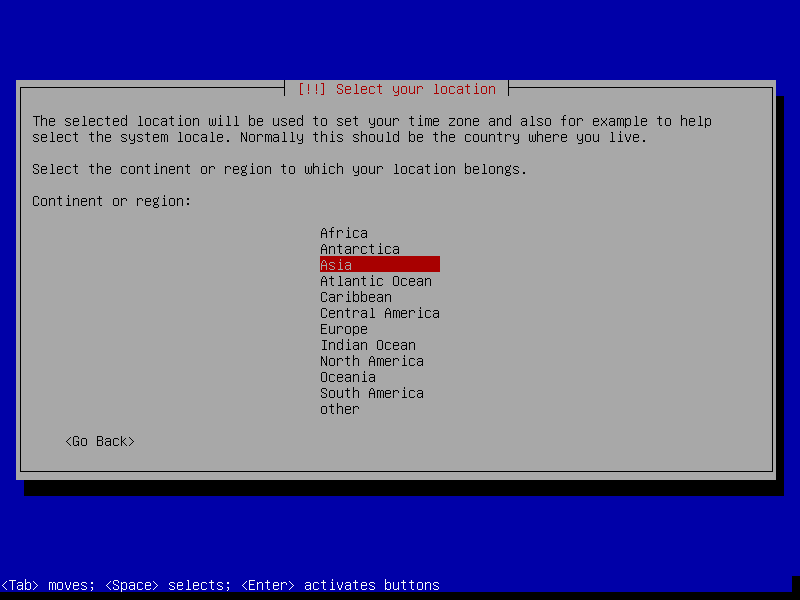 [!!] Select your location
The selected location will be used to set your time zone and also for example to help
select the system locale. Normally this should be the country where you live.
Select the continent or region to which your location belongs.
Continent or region:
Africa
Antarctica
Asia
Atlantic Ocean
Caribbean
Central America
Europe
Indian Ocean
North America
Oceania
South America
other
<Go Back>
<Tab> moves; <Space> selects; <Enter> activates buttons